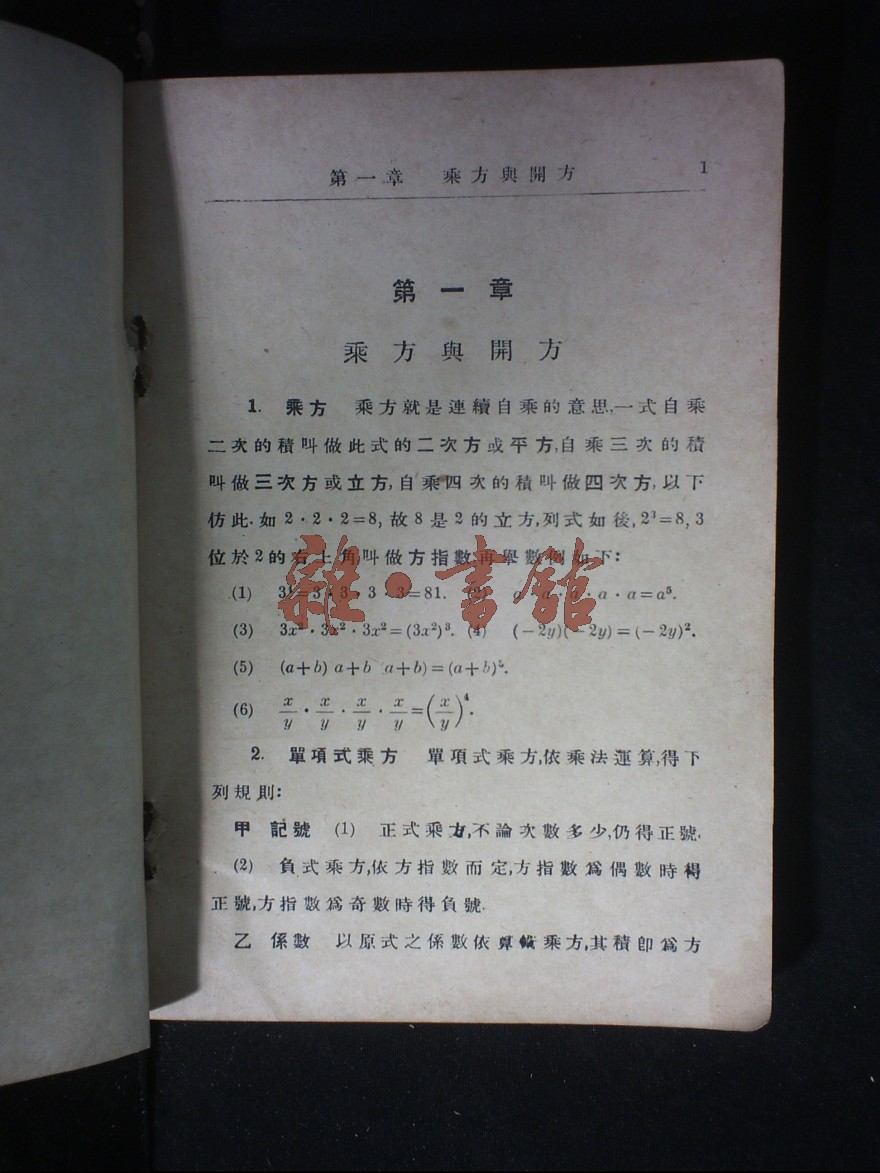 第一章 乘方與開方 1
第一章
乘方與開方
1. 乘方 乘方就是連續自乘的意思,一式自乘
二次的積叫做此式的二次方或平方,自乘三次的積
叫做三次方或立方,自乘四次的積叫做四次方,以下
仿此.如 2·2·2=8, 故 8 是 2 的立方,列式如後, 2³=8, 3
位於 2 的右上角,叫做方指數.再舉數例如下:
(1) 3⁴=3·3·3·3=81. (2) a·a·a·a·a=a⁵.
(3) 3x²·3x²·3x²=(3x²)³. (4) (−2y)(−2y)=(−2y)².
(5) (a+b) a+b (a+b)=(a+b)³.
(6) x/y·x/y·x/y·x/y=(x/y)⁴.
2. 單項式乘方 單項式乘方,依乘法運算,得下
列規則:
甲 記號 (1) 正式乘方,不論次數多少,仍得正號.
(2) 負式乘方,依方指數而定,方指數爲偶數時得
正號,方指數爲奇數時得負號.
乙 係數 以原式之係數依算術乘方,其積卽爲方
雜·書館